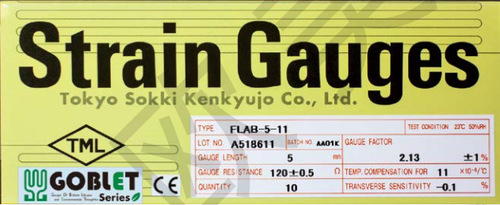 Strain Gauges
Tokyo Sokki Kenkyujo Co., Ltd.
TML
GOBLET
Series
CE
TYPE FLAB-5-11 TEST CONDITION 23℃ 50%RH
LOT NO A518611 BATCH NO AA01K GAUGE FACTOR
GAUGE LENGTH 5 mm 2.13 ±1%
GAUGE RESISTANCE 120±0.5 Ω TEMP. COMPENSATION FOR 11 ×10⁻⁶/℃
QUANTITY 10 TRANSVERSE SENSITIVITY -0.1 %